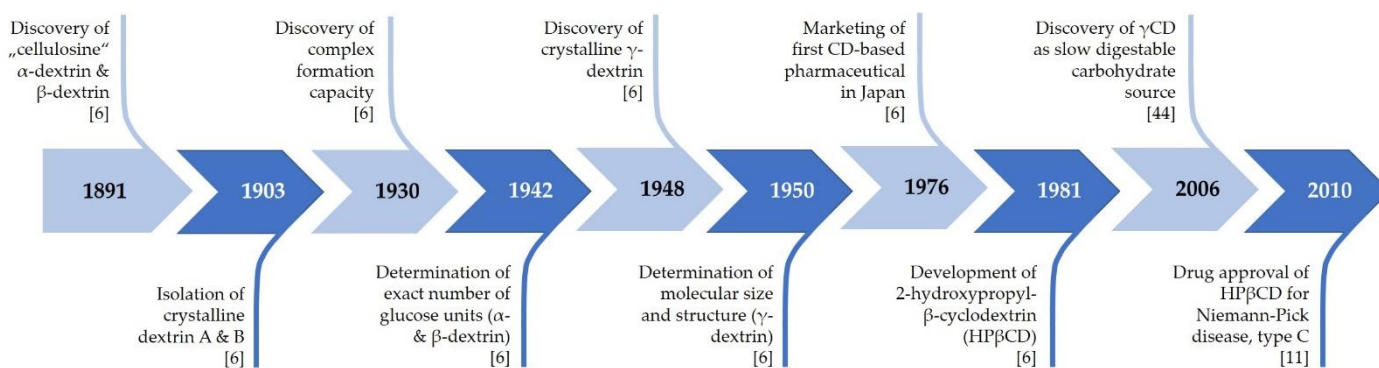 Discovery of
„cellulosine“
α-dextrin &
β-dextrin
[6]
Discovery of
complex
formation
capacity
[6]
Discovery of
crystalline γ-
dextrin
[6]
Marketing of
first CD-based
pharmaceutical
in Japan
[6]
Discovery of γCD
as slow digestable
carbohydrate
source
[44]
1891
1903
1930
1942
1948
1950
1976
1981
2006
2010
Isolation of
crystalline
dextrin A & B
[6]
Determination of
exact number of
glucose units (α-
& β-dextrin)
[6]
Determination of
molecular size
and structure (γ-
dextrin)
[6]
Development of
2-hydroxypropyl-
β-cyclodextrin
(HPβCD)
[6]
Drug approval of
HPβCD for
Niemann-Pick
disease, type C
[11]